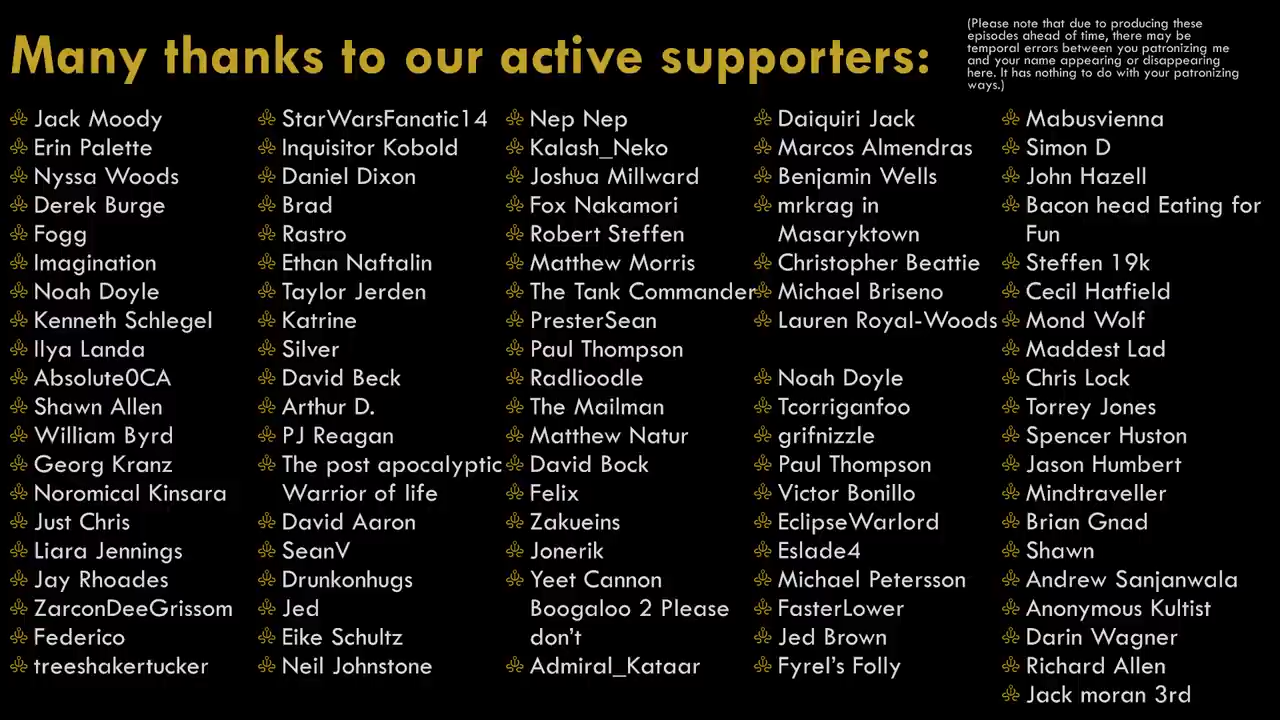 Many thanks to our active supporters:
(Please note that due to producing these
episodes ahead of time, there may be
temporal errors between you patronizing me
and your name appearing or disappearing
here. It has nothing to do with your patronizing
ways.)
Jack Moody
Erin Palette
Nyssa Woods
Derek Burge
Fogg
Imagination
Noah Doyle
Kenneth Schlegel
Ilya Landa
Absolute0CA
Shawn Allen
William Byrd
Georg Kranz
Noromical Kinsara
Just Chris
Liara Jennings
Jay Rhoades
ZarconDeeGrissom
Federico
treeshakertucker
StarWarsFanatic14
Inquisitor Kobold
Daniel Dixon
Brad
Rastro
Ethan Naftalin
Taylor Jerden
Katrine
Silver
David Beck
Arthur D.
PJ Reagan
The post apocalyptic
Warrior of life
David Aaron
SeanV
Drunkonhugs
Jed
Eike Schultz
Neil Johnstone
Nep Nep
Kalash_Neko
Joshua Millward
Fox Nakamori
Robert Steffen
Matthew Morris
The Tank Commander
PresterSean
Paul Thompson
Radlioodle
The Mailman
Matthew Natur
David Bock
Felix
Zakueins
Jonerik
Yeet Cannon
Boogaloo 2 Please
don't
Admiral_Kataar
Daiquiri Jack
Marcos Almendras
Benjamin Wells
mrkrag in
Masaryktown
Christopher Beattie
Michael Briseno
Lauren Royal-Woods
Noah Doyle
Tcorriganfoo
grifnizzle
Paul Thompson
Victor Bonillo
EclipseWarlord
Eslade4
Michael Petersson
FasterLower
Jed Brown
Fyrel's Folly
Mabusvienna
Simon D
John Hazell
Bacon head Eating for
Fun
Steffen 19k
Cecil Hatfield
Mond Wolf
Maddest Lad
Chris Lock
Torrey Jones
Spencer Huston
Jason Humbert
Mindtraveller
Brian Gnad
Shawn
Andrew Sanjanwala
Anonymous Kultist
Darin Wagner
Richard Allen
Jack moran 3rd